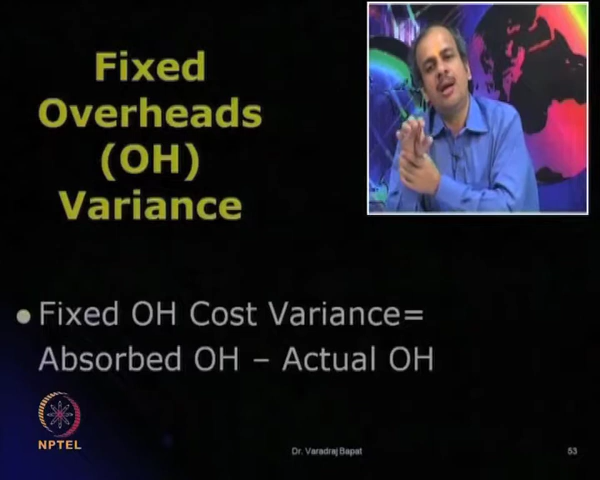 Fixed
Overheads
(OH)
Variance
Fixed OH Cost Variance=
Absorbed OH – Actual OH
NPTEL
Dr. Varadraj Bapat
53